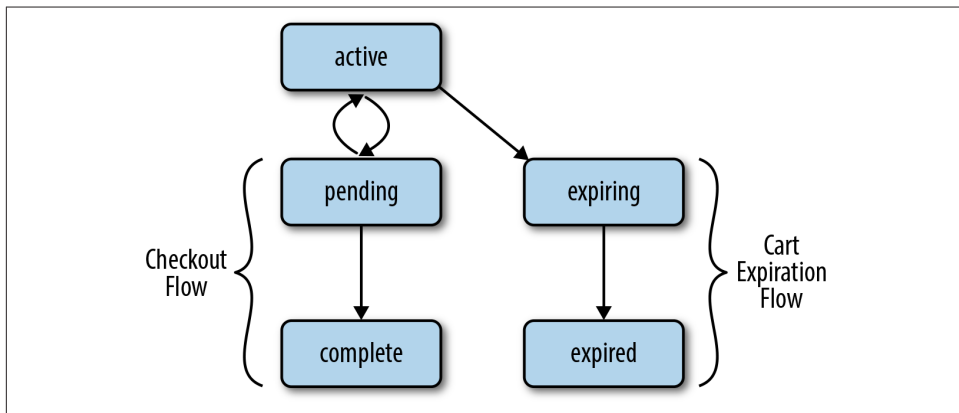 active
pending
expiring
Checkout
Flow
Cart
Expiration
Flow
complete
expired